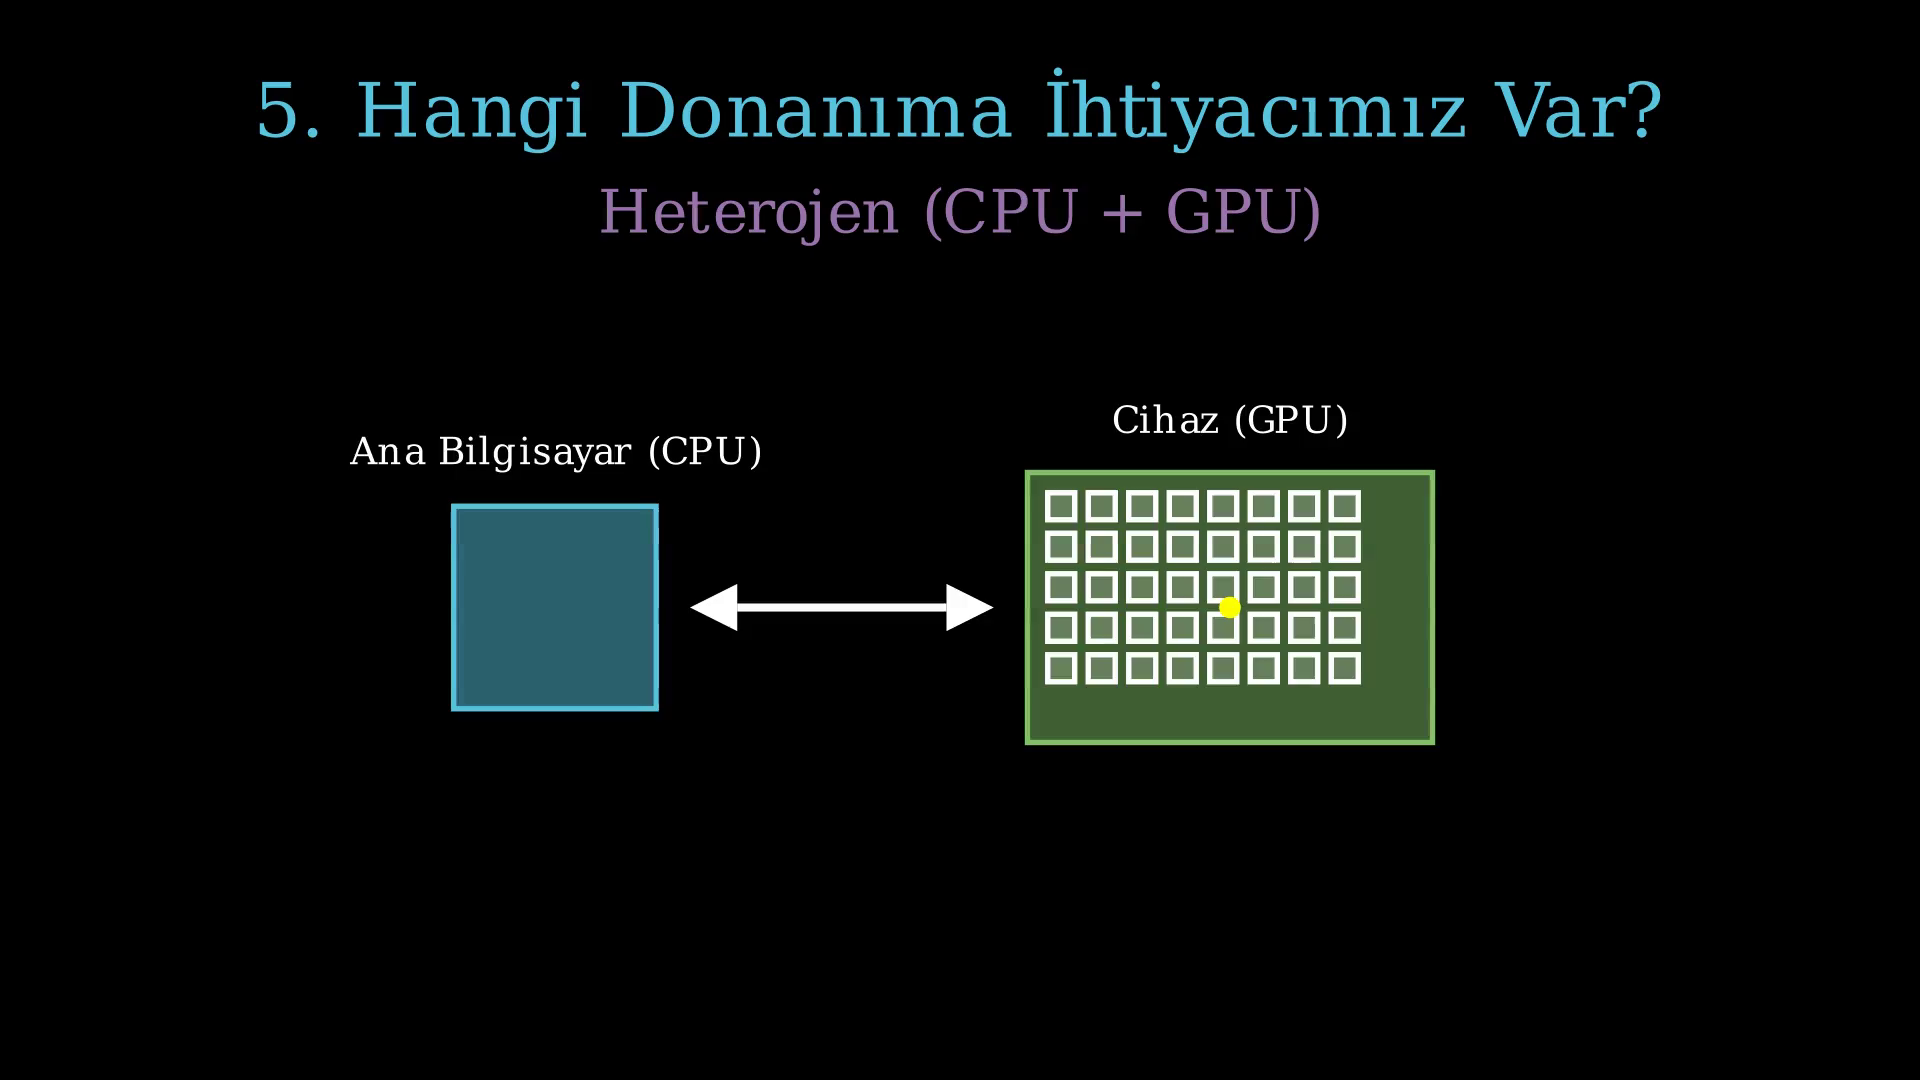 5. Hangi Donanıma İhtiyacımız Var?
Heterojen (CPU + GPU)
Ana Bilgisayar (CPU)
Cihaz (GPU)